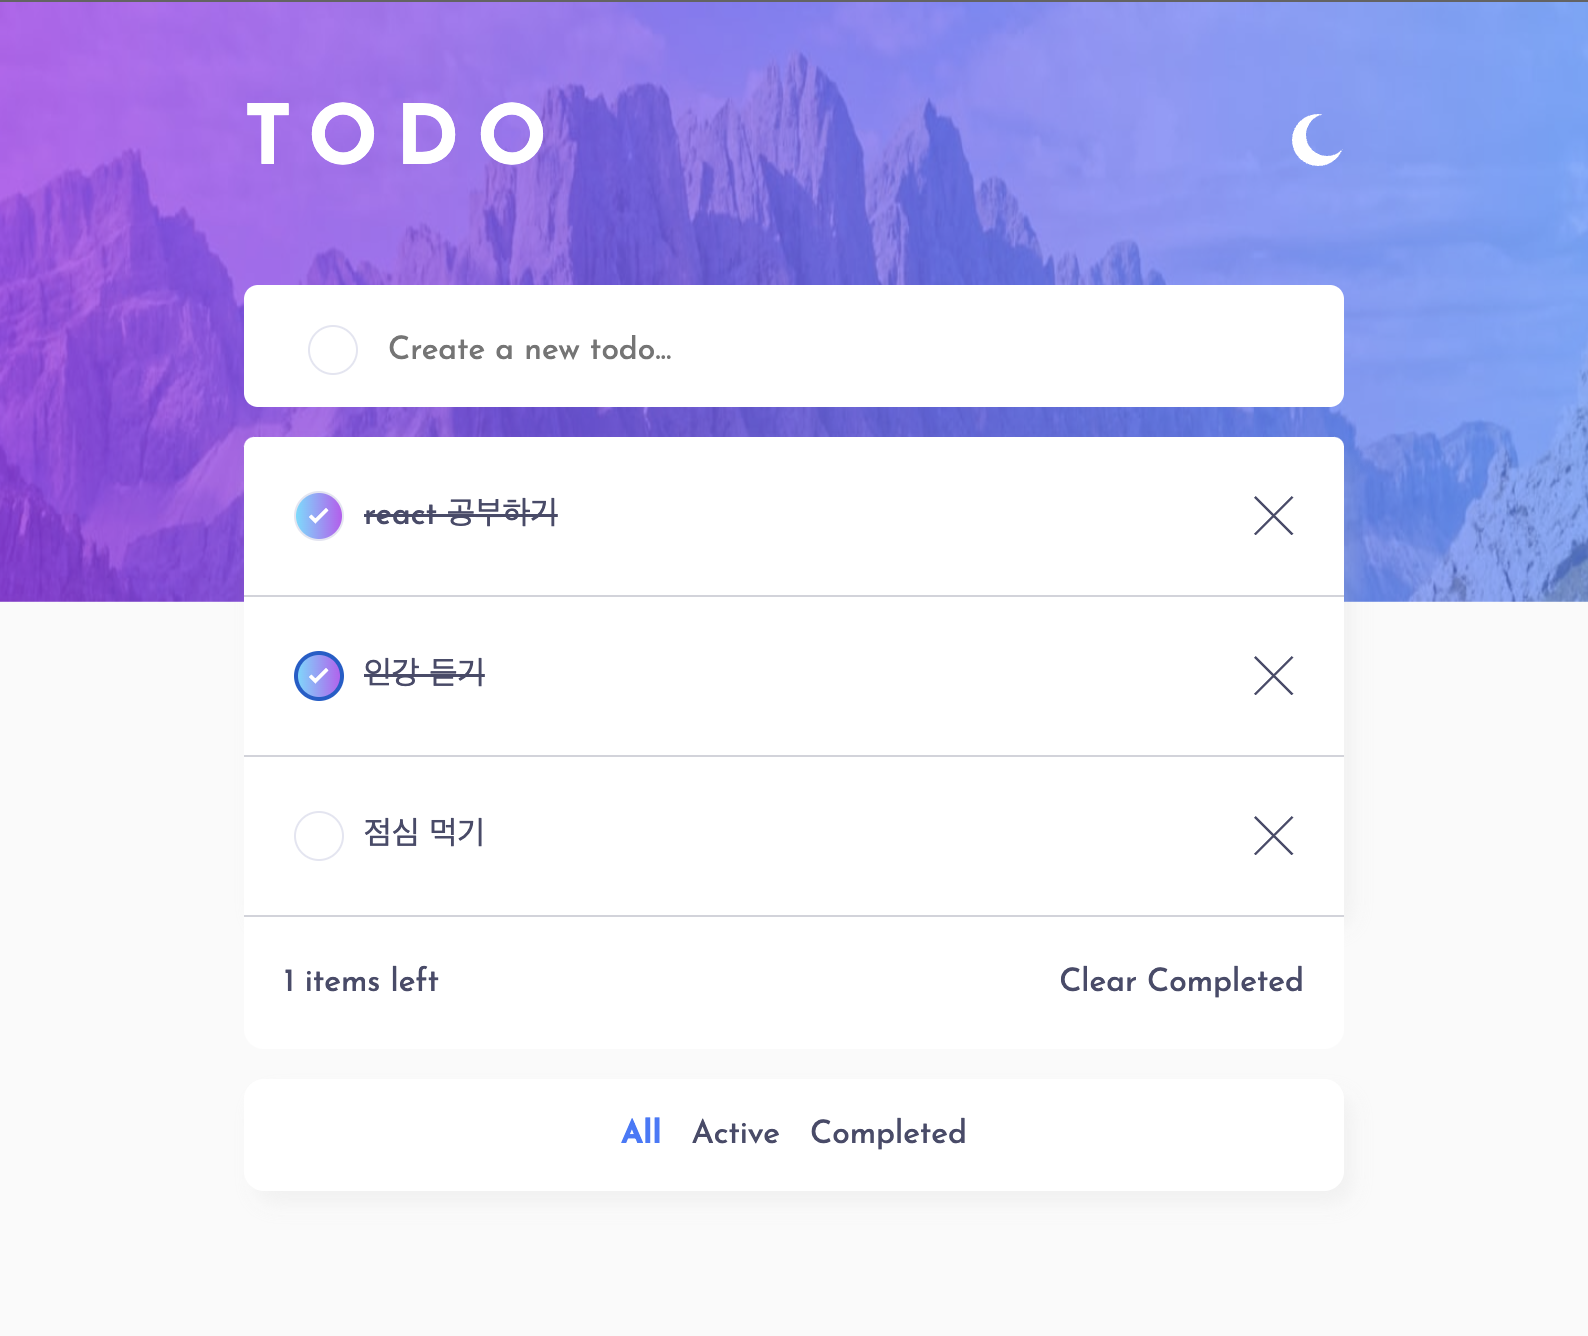 TODO
Create a new todo...
react 공부하기
인강 듣기
점심 먹기
1 items left
Clear Completed
All Active Completed